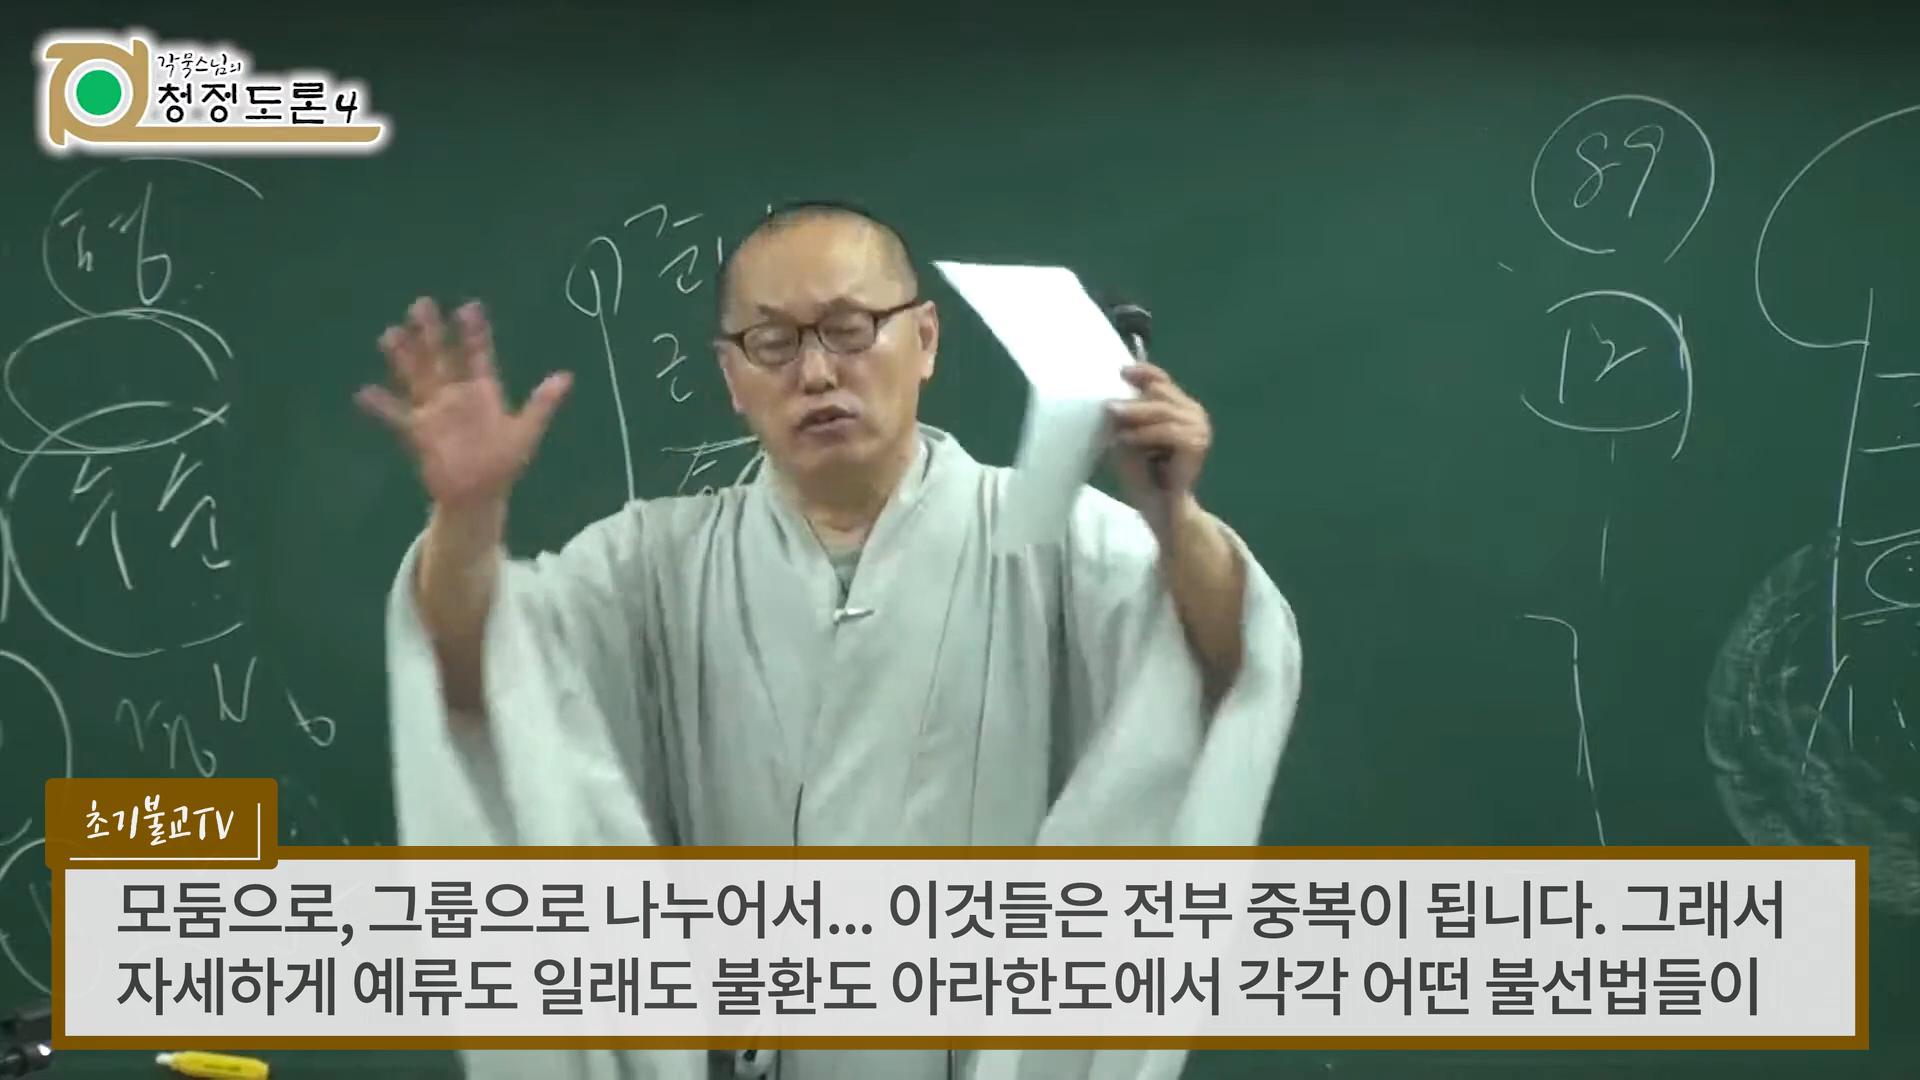 각묵스님의
청정도론4
89
12
초기불교TV
모둠으로, 그룹으로 나누어서... 이것들은 전부 중복이 됩니다. 그래서
자세하게 예류도 일래도 불환도 아라한도에서 각각 어떤 불선법들이